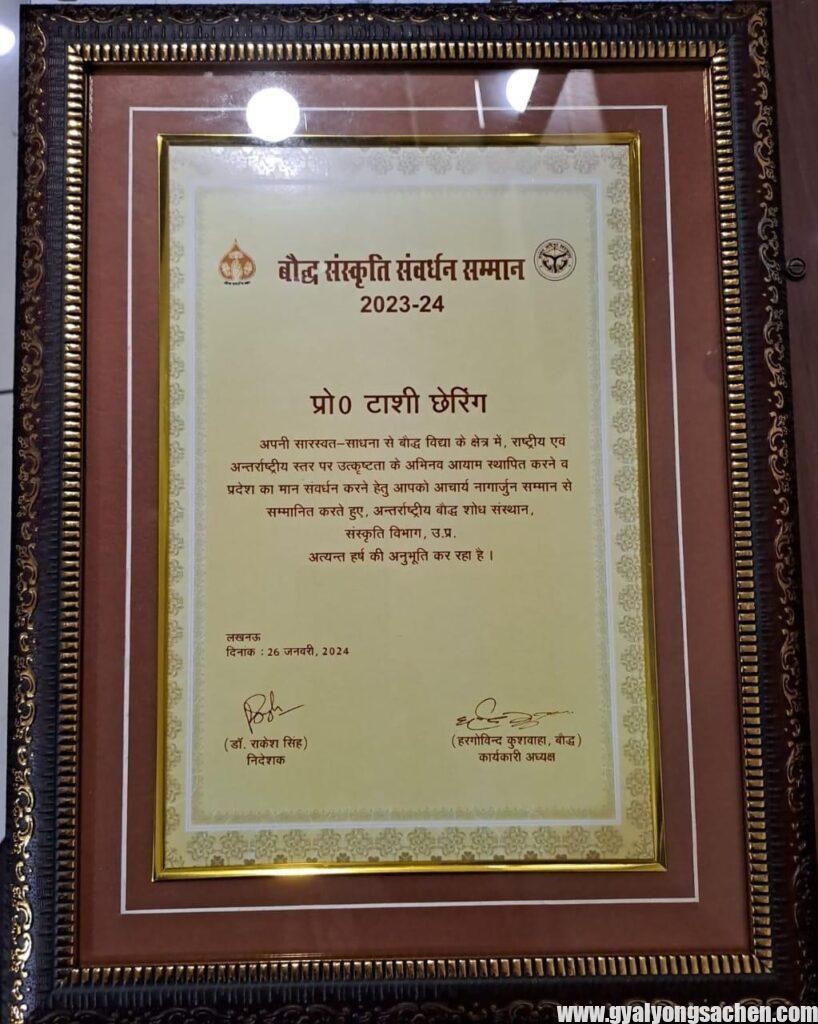 बौद्ध संस्कृति संवर्धन सम्मान
2023-24
प्रो0 टाशी छेरिंग
अपनी सारस्वत-साधना से बौद्ध विद्या के क्षेत्र में, राष्ट्रीय एवं
अन्तर्राष्ट्रीय स्तर पर उत्कृष्टता के अभिनव आयाम स्थापित करने व
प्रदेश का मान संवर्धन करने हेतु आपको आचार्य नागार्जुन सम्मान से
सम्मानित करते हुए, अन्तर्राष्ट्रीय बौद्ध शोध संस्थान,
संस्कृति विभाग, उ.प्र.
अत्यन्त हर्ष की अनुभूति कर रहा है ।
लखनऊ
दिनाक : 26 जनवरी, 2024
(डॉ. राकेश सिंह)
निदेशक
(हरगोविन्द कुशवाहा, बौद्ध)
कार्यकारी अध्यक्ष
www.gyalyongsachen.com